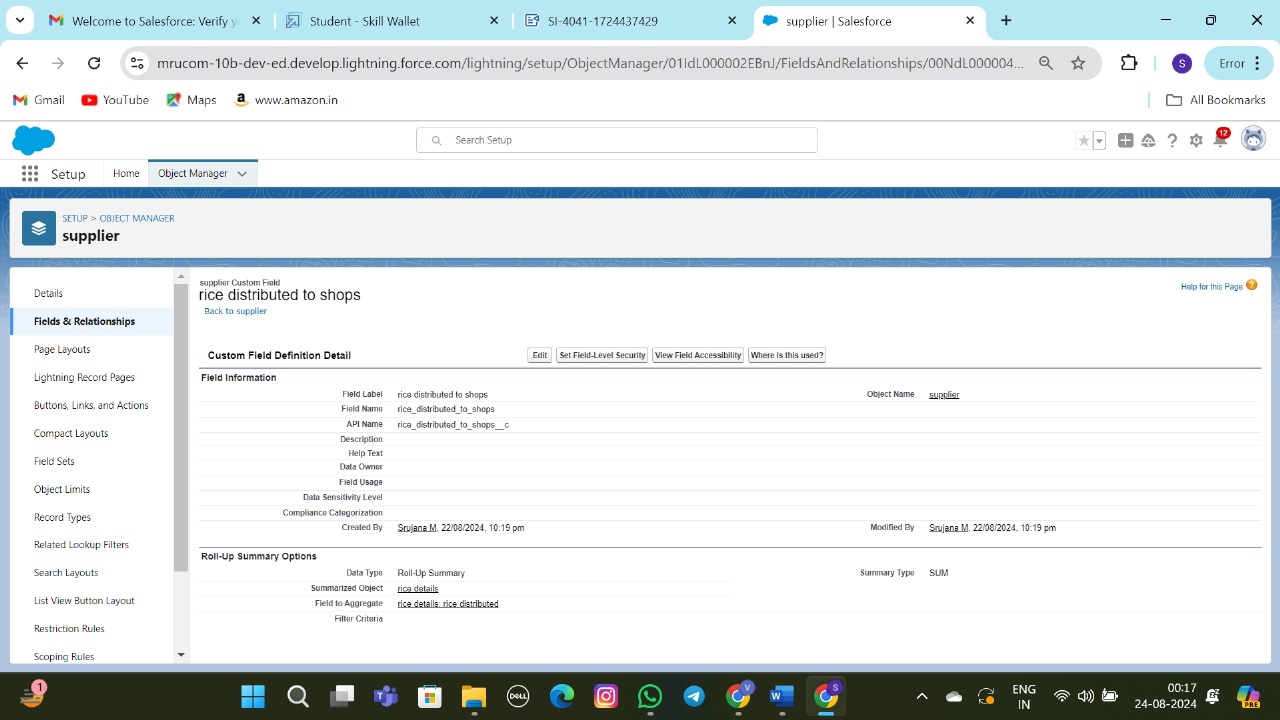 Welcome to Salesforce: Verify y
Student - Skill Wallet
SI-4041-1724437429
supplier | Salesforce
mrucom-10b-dev-ed.develop.lightning.force.com/lightning/setup/ObjectManager/01IdL000002EBnJ/FieldsAndRelationships/00NdL000004...
S
Error
Gmail
YouTube
Maps
www.amazon.in
All Bookmarks
Search Setup
12
Setup
Home
Object Manager
SETUP > OBJECT MANAGER
supplier
Details
Fields & Relationships
Page Layouts
Lightning Record Pages
Buttons, Links, and Actions
Compact Layouts
Field Sets
Object Limits
Record Types
Related Lookup Filters
Search Layouts
List View Button Layout
Restriction Rules
Scoping Rules
supplier Custom Field
rice distributed to shops
Back to supplier
Help for this Page
Custom Field Definition Detail
Edit
Set Field-Level Security
View Field Accessibility
Where is this used?
Field Information
Field Label rice distributed to shops Object Name supplier
Field Name rice_distributed_to_shops
API Name rice_distributed_to_shops__c
Description
Help Text
Data Owner
Field Usage
Data Sensitivity Level
Compliance Categorization
Created By Srujana M, 22/08/2024, 10:19 pm Modified By Srujana M, 22/08/2024, 10:19 pm
Roll-Up Summary Options
Data Type Roll-Up Summary Summary Type SUM
Summarized Object rice details
Field to Aggregate rice details: rice distributed
Filter Criteria
1
DELL
V
S
ENG
IN
00:17
24-08-2024
PRE